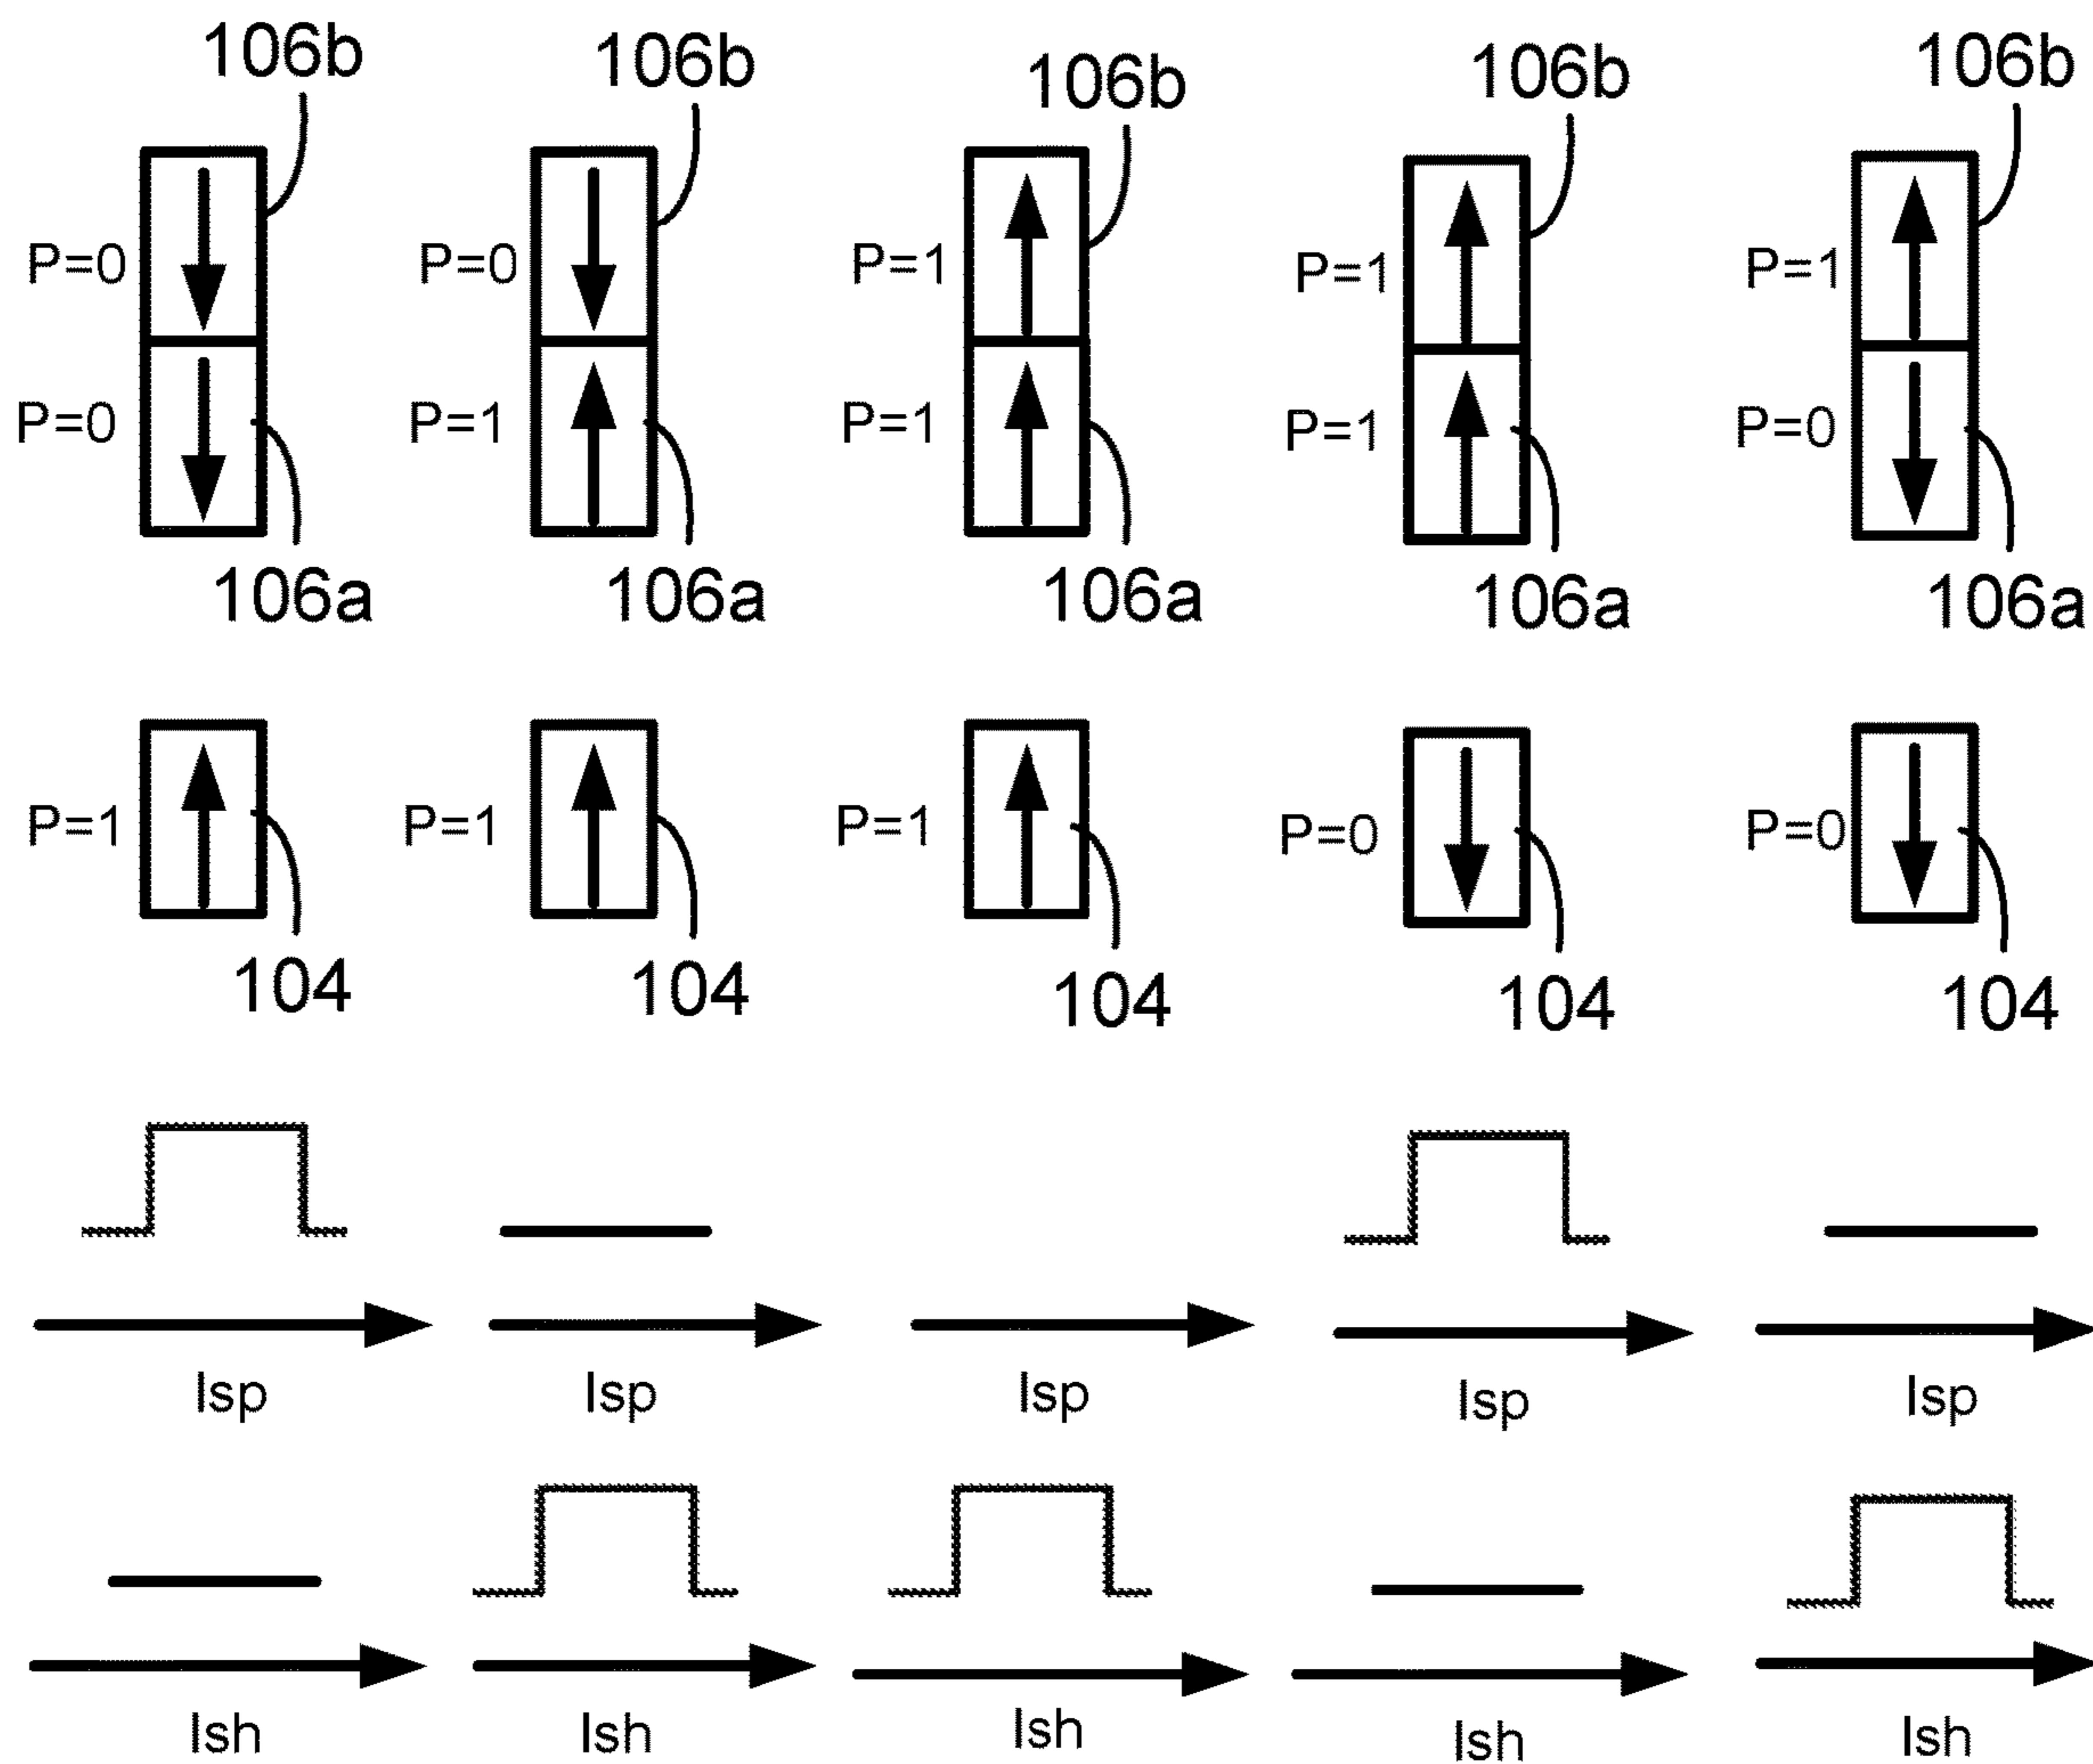 106b 106b 106b 106b 106b
P=0 P=0 P=1 P=1 P=1
P=0 P=1 P=1 P=1 P=0
106a 106a 106a 106a 106a
P=1 P=1 P=1 P=0 P=0
104 104 104 104 104
Isp Isp Isp Isp Isp
Ish Ish Ish Ish Ish